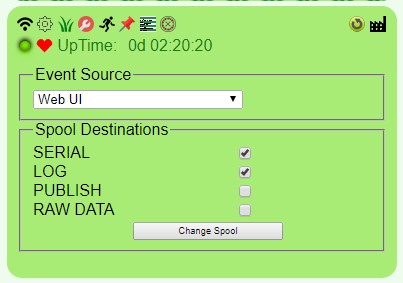 UpTime: 0d 02:20:20
Event Source
Web UI
Spool Destinations
SERIAL
LOG
PUBLISH
RAW DATA
Change Spool